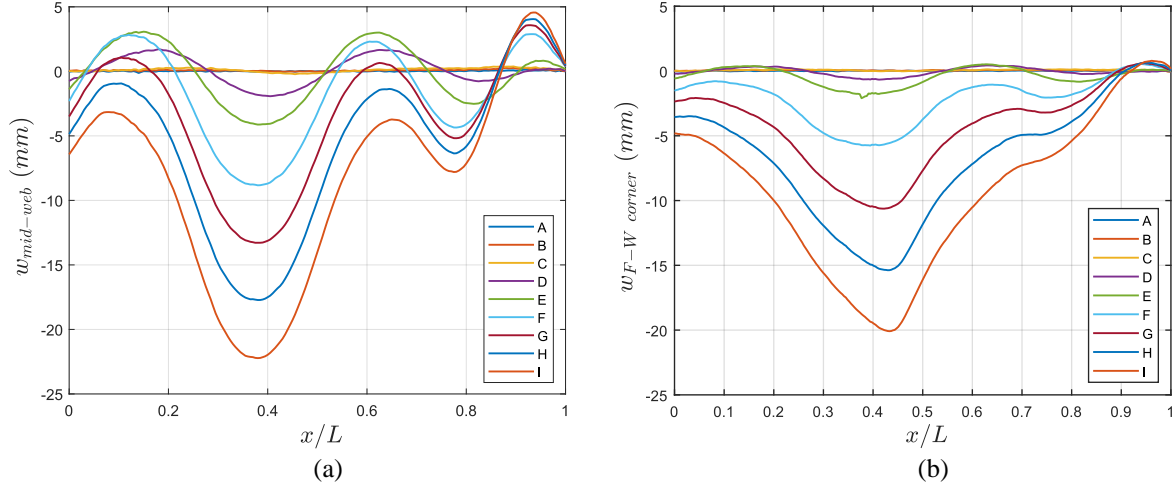 5
0
-5
-10
-15
-20
-25
w_{mid-web} (mm)
0
0.2
0.4
0.6
0.8
1
x/L
A
B
C
D
E
F
G
H
I
(a)
5
0
-5
-10
-15
-20
-25
w_{F-W corner} (mm)
0
0.1
0.2
0.3
0.4
0.5
0.6
0.7
0.8
0.9
1
x/L
A
B
C
D
E
F
G
H
I
(b)